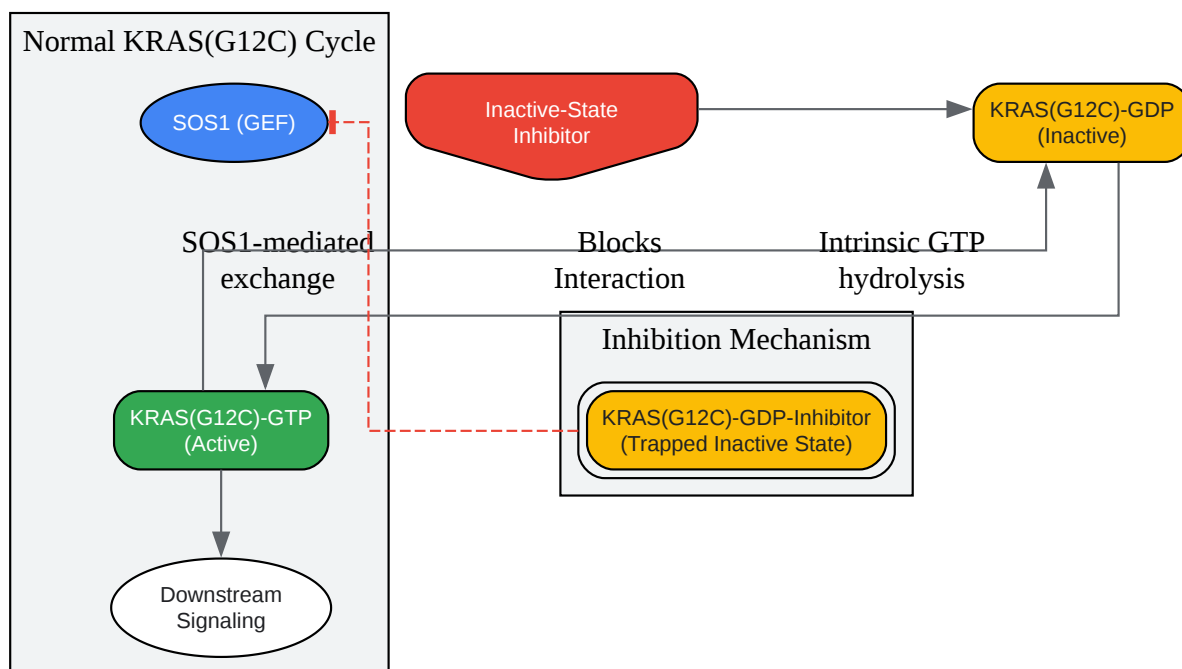 Normal KRAS(G12C) Cycle
SOS1 (GEF)
Inactive-State
Inhibitor
KRAS(G12C)-GDP
(Inactive)
SOS1-mediated
exchange
Blocks
Interaction
Intrinsic GTP
hydrolysis
Inhibition Mechanism
KRAS(G12C)-GTP
(Active)
KRAS(G12C)-GDP-Inhibitor
(Trapped Inactive State)
Downstream
Signaling